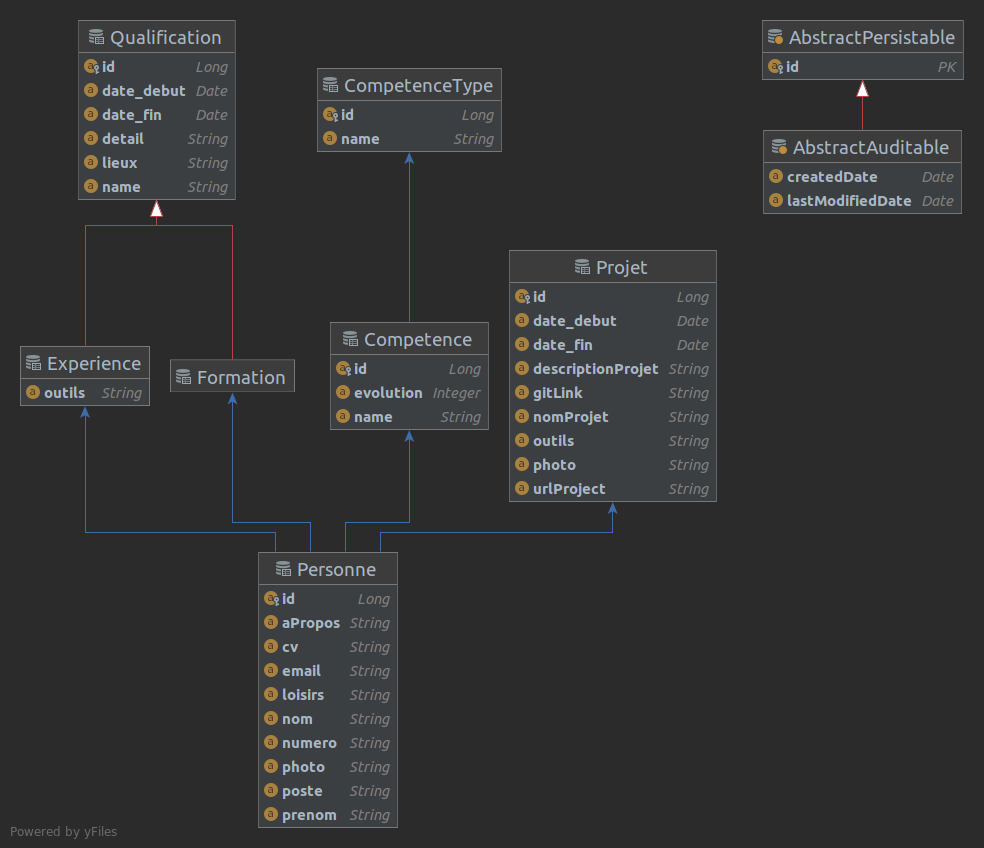 Qualification
id Long
date_debut Date
date_fin Date
detail String
lieux String
name String
CompetenceType
id Long
name String
AbstractPersistable
id PK
AbstractAuditable
createdDate Date
lastModifiedDate Date
Projet
id Long
date_debut Date
date_fin Date
descriptionProjet String
gitLink String
nomProjet String
outils String
photo String
urlProject String
Experience
outils String
Formation
Competence
id Long
evolution Integer
name String
Personne
id Long
aPropos String
cv String
email String
loisirs String
nom String
numero String
photo String
poste String
prenom String
Powered by yFiles